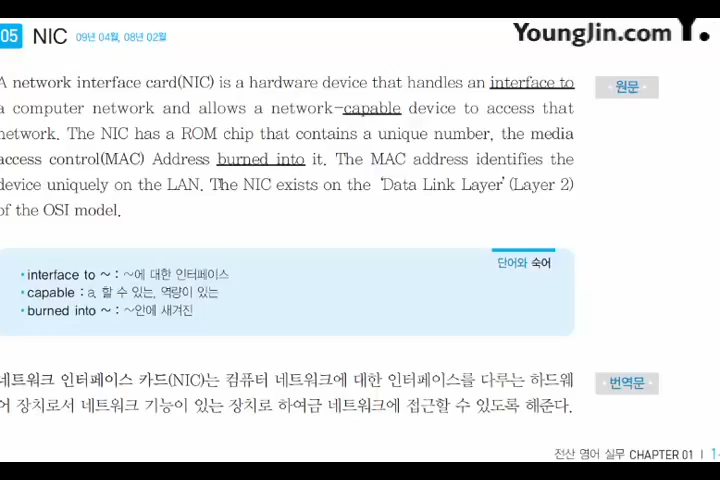 05 NIC 09년 04월, 08년 02월
YoungJin.com Y.
A network interface card(NIC) is a hardware device that handles an interface to
원문
a computer network and allows a network-capable device to access that
network. The NIC has a ROM chip that contains a unique number, the media
access control(MAC) Address burned into it. The MAC address identifies the
device uniquely on the LAN. The NIC exists on the 'Data Link Layer'(Layer 2)
of the OSI model.
단어와 숙어
• interface to ~ : ~에 대한 인터페이스
• capable : a. 할 수 있는, 역량이 있는
• burned into ~ : ~안에 새겨진
네트워크 인터페이스 카드(NIC)는 컴퓨터 네트워크에 대한 인터페이스를 다루는 하드웨
번역문
어 장치로서 네트워크 기능이 있는 장치로 하여금 네트워크에 접근할 수 있도록 해준다.
전산 영어 실무 CHAPTER 01 | 1-